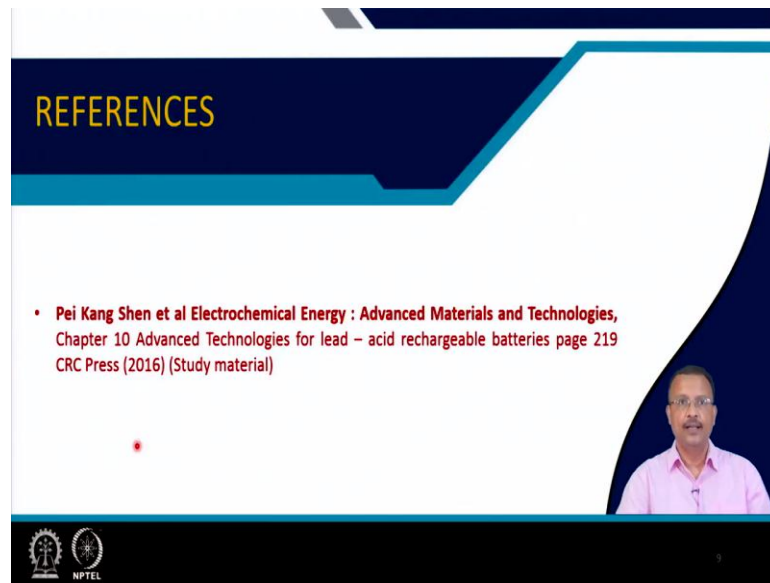 REFERENCES
• Pei Kang Shen et al Electrochemical Energy : Advanced Materials and Technologies,
Chapter 10 Advanced Technologies for lead – acid rechargeable batteries page 219
CRC Press (2016) (Study material)
NPTEL
9